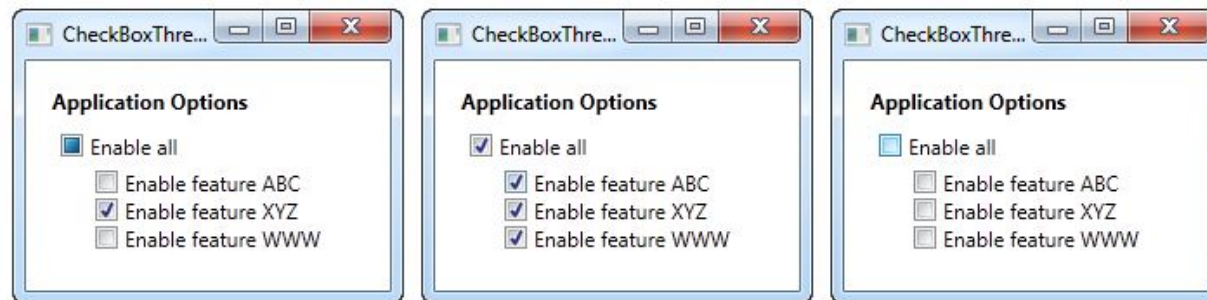 CheckBoxThre...
Application Options
Enable all
Enable feature ABC
Enable feature XYZ
Enable feature WWW
CheckBoxThre...
Application Options
Enable all
Enable feature ABC
Enable feature XYZ
Enable feature WWW
CheckBoxThre...
Application Options
Enable all
Enable feature ABC
Enable feature XYZ
Enable feature WWW